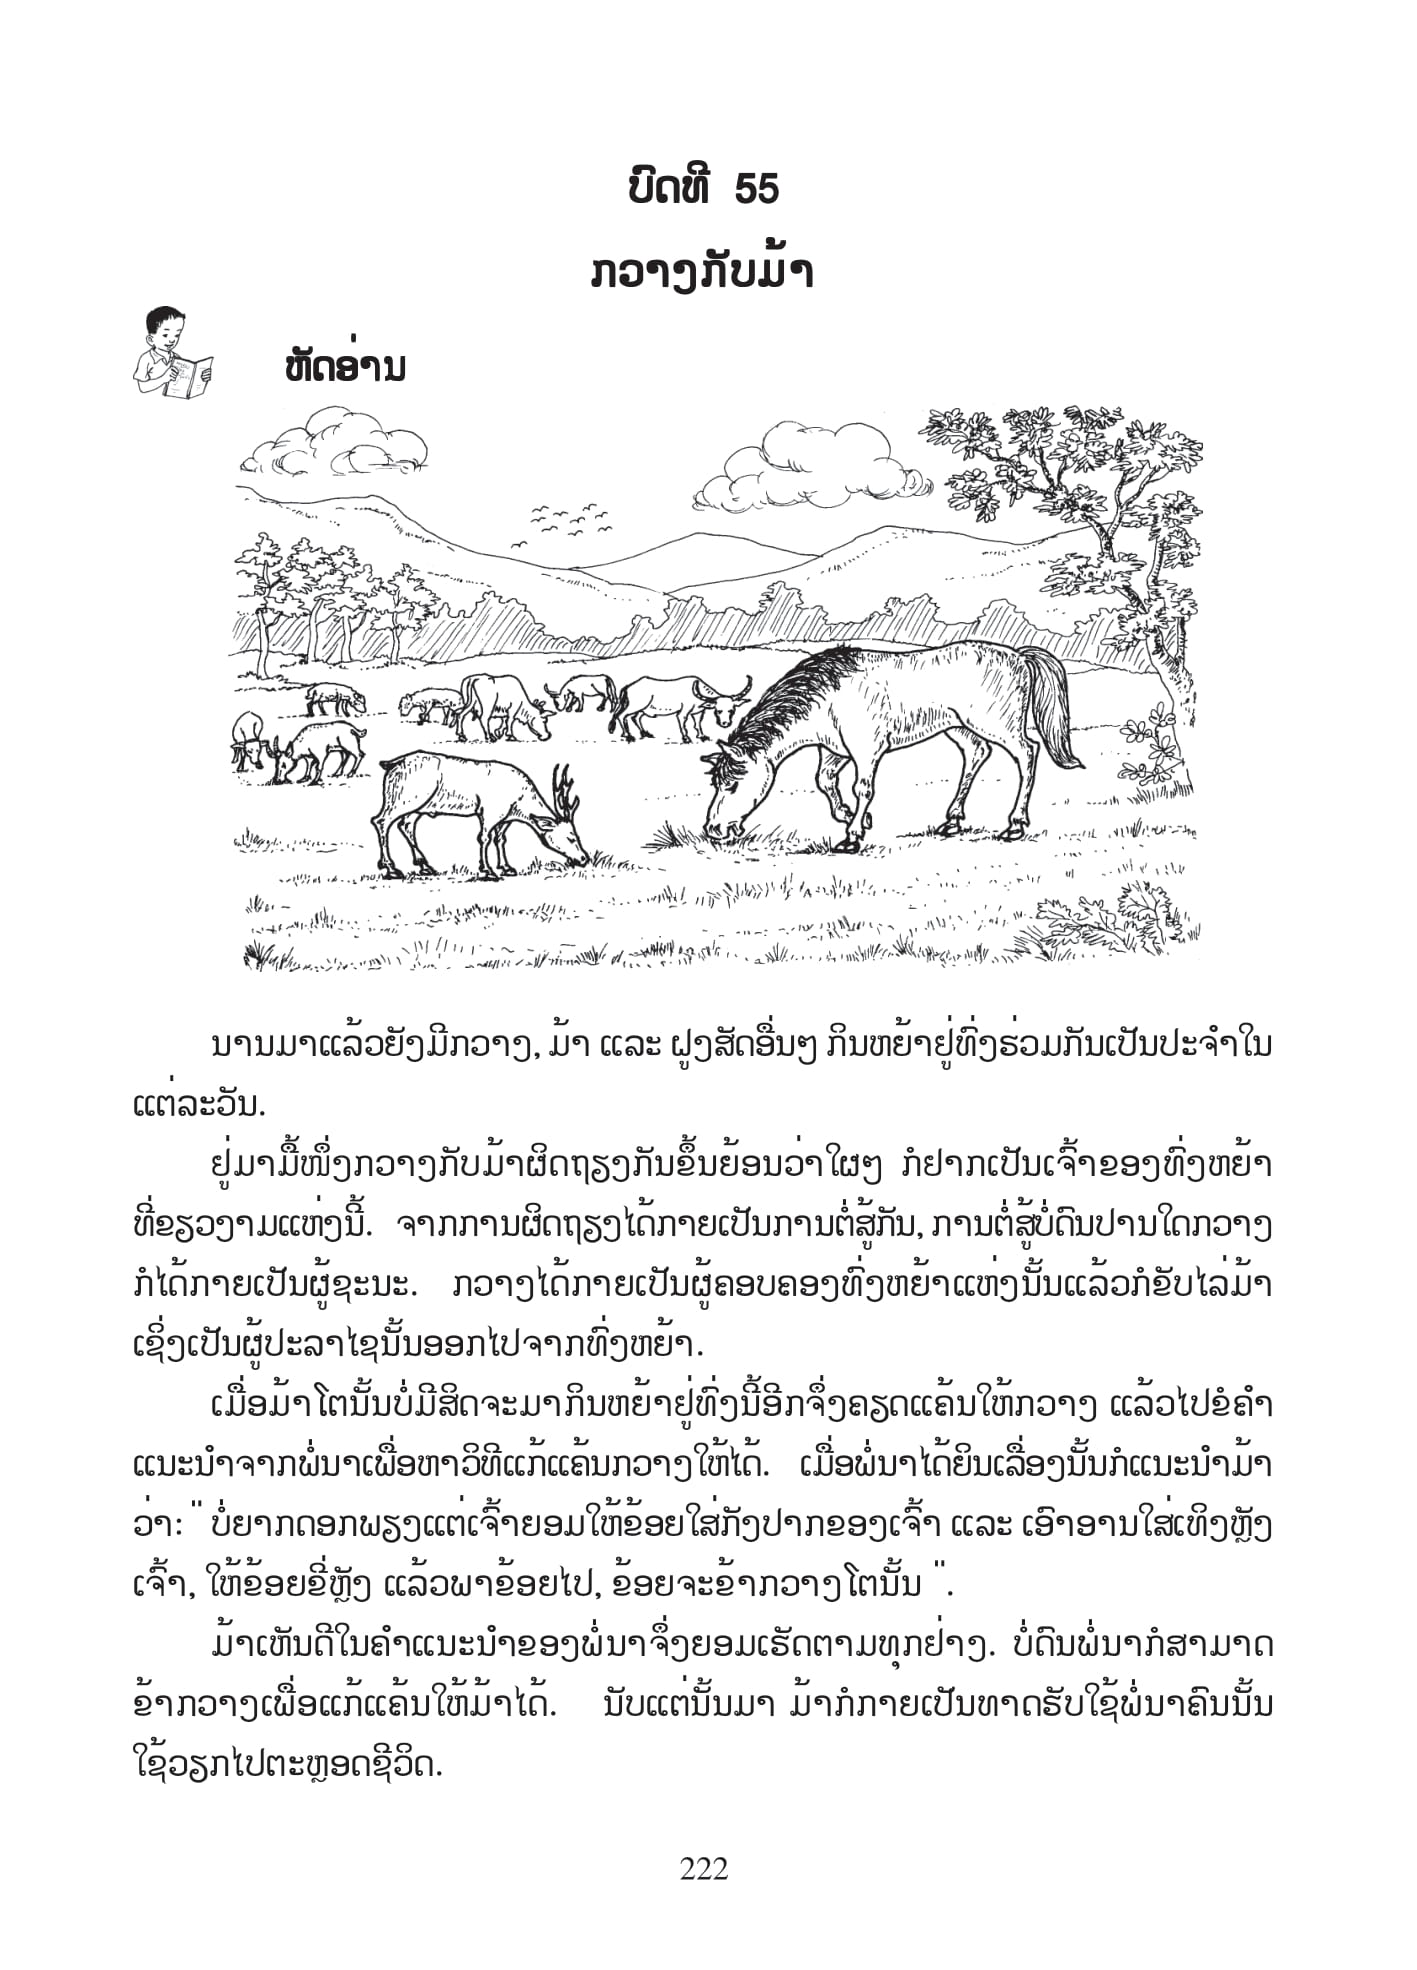 ບົດທີ 55
ກວາງກັບມ້າ
ຫັດອ່ານ
ນານມາແລ້ວຍັງມີກວາງ, ມ້າ ແລະ ຝູງສັດອື່ນໆ ກິນຫຍ້າຢູ່ທົ່ງຮ່ວມກັນເປັນປະຈຳໃນ
ແຕ່ລະວັນ.
ຢູ່ມາມື້ໜຶ່ງກວາງກັບມ້າຜິດຖຽງກັນຂຶ້ນຍ້ອນວ່າໃຜໆ ກໍຢາກເປັນເຈົ້າຂອງທົ່ງຫຍ້າ
ທີ່ຂຽວງາມແຫ່ງນີ້. ຈາກການຜິດຖຽງໄດ້ກາຍເປັນການຕໍ່ສູ້ກັນ, ການຕໍ່ສູ້ບໍ່ດົນປານໃດກວາງ
ກໍໄດ້ກາຍເປັນຜູ້ຊະນະ. ກວາງໄດ້ກາຍເປັນຜູ້ຄອບຄອງທົ່ງຫຍ້າແຫ່ງນັ້ນແລ້ວກໍຂັບໄລ່ມ້າ
ເຊິ່ງເປັນຜູ້ປະລາໄຊນັ້ນອອກໄປຈາກທົ່ງຫຍ້າ.
ເມື່ອມ້າໂຕນັ້ນບໍ່ມີສິດຈະມາກິນຫຍ້າຢູ່ທົ່ງນີ້ອີກຈຶ່ງຄຽດແຄ້ນໃຫ້ກວາງ ແລ້ວໄປຂໍຄຳ
ແນະນຳຈາກພໍ່ນາເພື່ອຫາວິທີແກ້ແຄ້ນກວາງໃຫ້ໄດ້. ເມື່ອພໍ່ນາໄດ້ຍິນເລື່ອງນັ້ນກໍແນະນຳມ້າ
ວ່າ: " ບໍ່ຍາກດອກພຽງແຕ່ເຈົ້າຍອມໃຫ້ຂ້ອຍໃສ່ກັງປາກຂອງເຈົ້າ ແລະ ເອົາອານໃສ່ເທິງຫຼັງ
ເຈົ້າ, ໃຫ້ຂ້ອຍຂີ່ຫຼັງ ແລ້ວພາຂ້ອຍໄປ, ຂ້ອຍຈະຂ້າກວາງໂຕນັ້ນ ".
ມ້າເຫັນດີໃນຄຳແນະນຳຂອງພໍ່ນາຈຶ່ງຍອມເຮັດຕາມທຸກຢ່າງ. ບໍ່ດົນພໍ່ນາກໍສາມາດ
ຂ້າກວາງເພື່ອແກ້ແຄ້ນໃຫ້ມ້າໄດ້. ນັບແຕ່ນັ້ນມາ ມ້າກໍກາຍເປັນທາດຮັບໃຊ້ພໍ່ນາຄົນນັ້ນ
ໃຊ້ວຽກໄປຕະຫຼອດຊີວິດ.
222